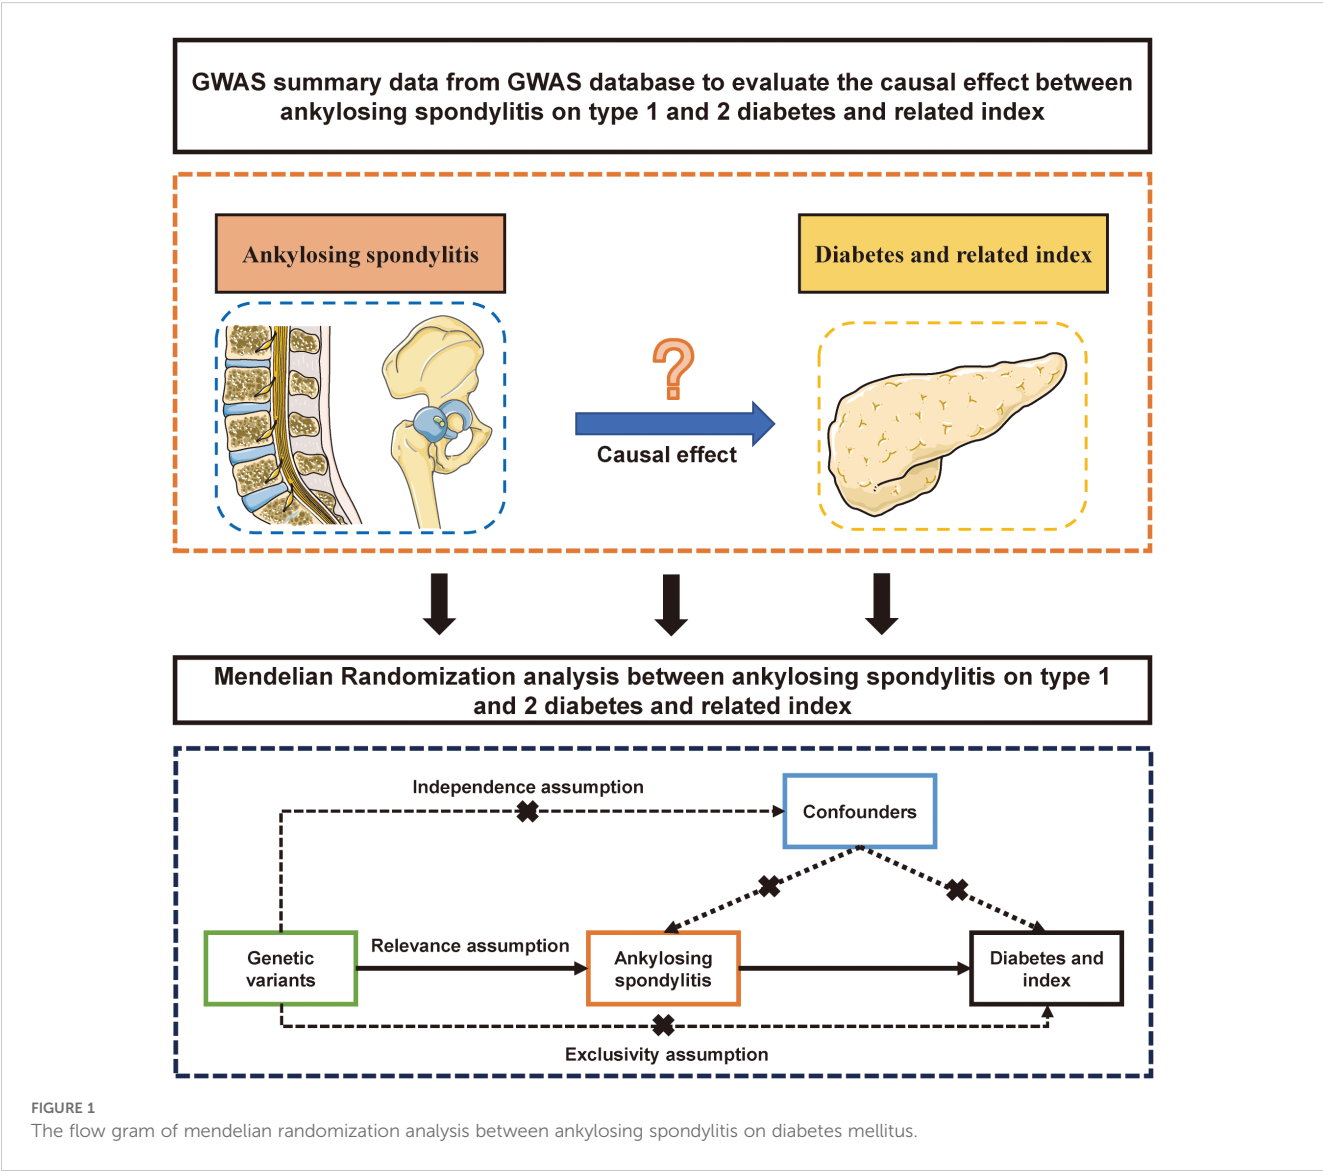 GWAS summary data from GWAS database to evaluate the causal effect between
ankylosing spondylitis on type 1 and 2 diabetes and related index
Ankylosing spondylitis
Diabetes and related index
?
Causal effect
Mendelian Randomization analysis between ankylosing spondylitis on type 1
and 2 diabetes and related index
Independence assumption
Confounders
Genetic
variants
Relevance assumption
Ankylosing
spondylitis
Diabetes and
index
Exclusivity assumption
FIGURE 1
The flow gram of mendelian randomization analysis between ankylosing spondylitis on diabetes mellitus.